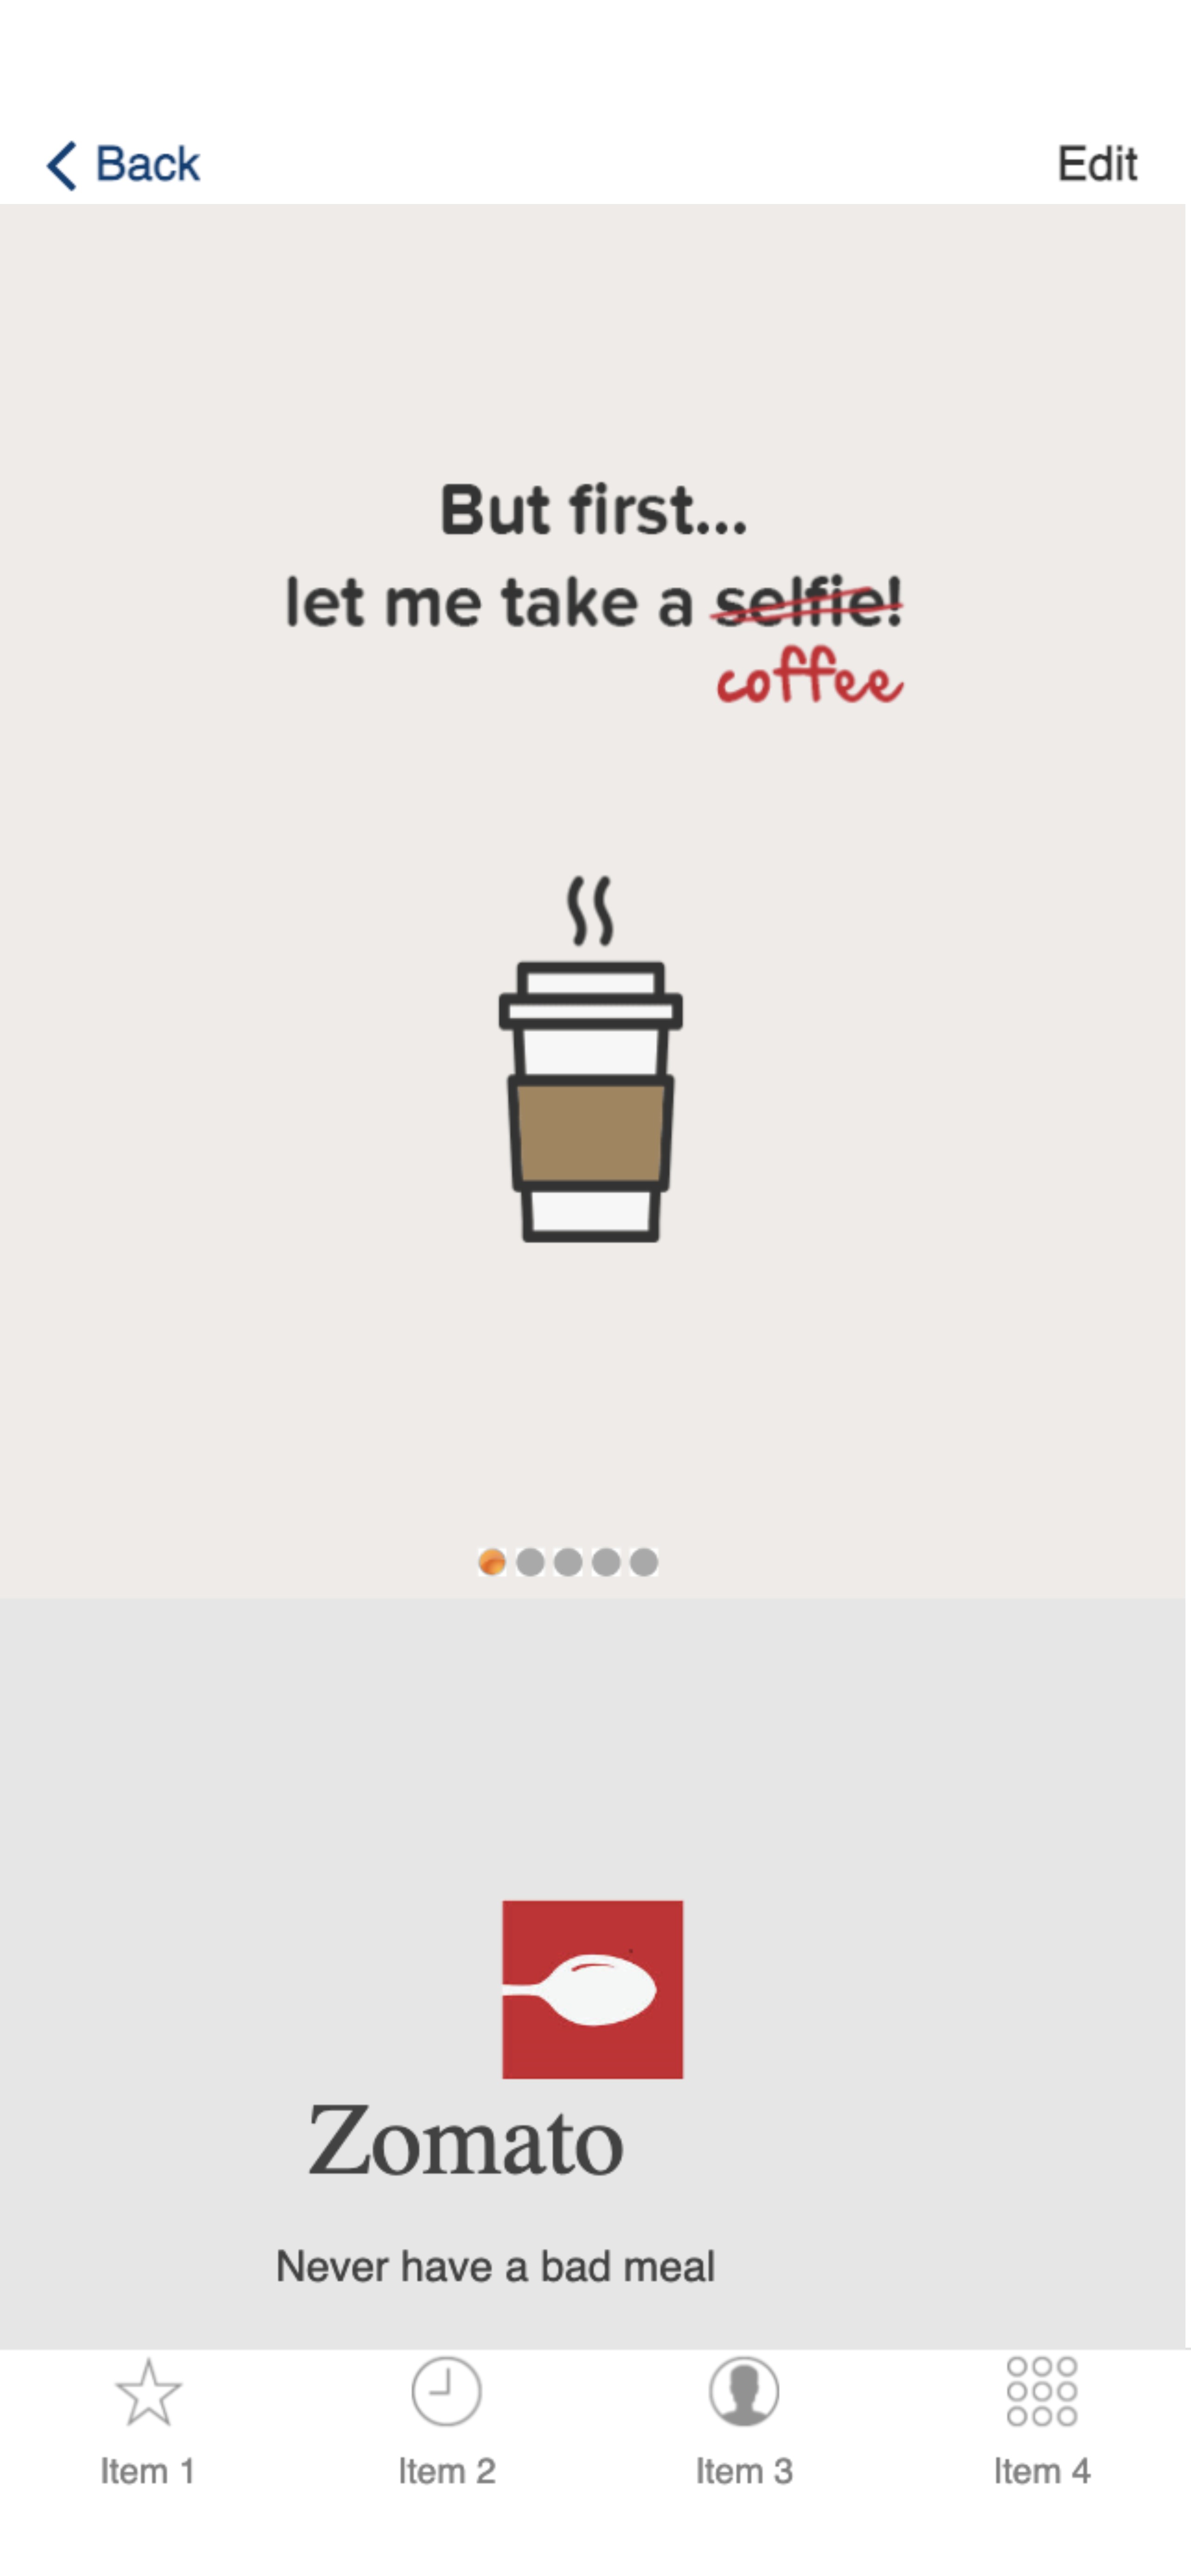 Back
Edit
But first...
let me take a selfie!
coffee
Zomato
Never have a bad meal
Item 1
Item 2
Item 3
Item 4